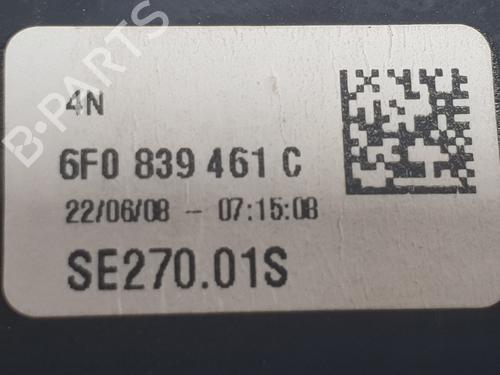 B-PARTS
4N
6F0 839 461 C
22/06/08 - 07:15:08
SE270.01S